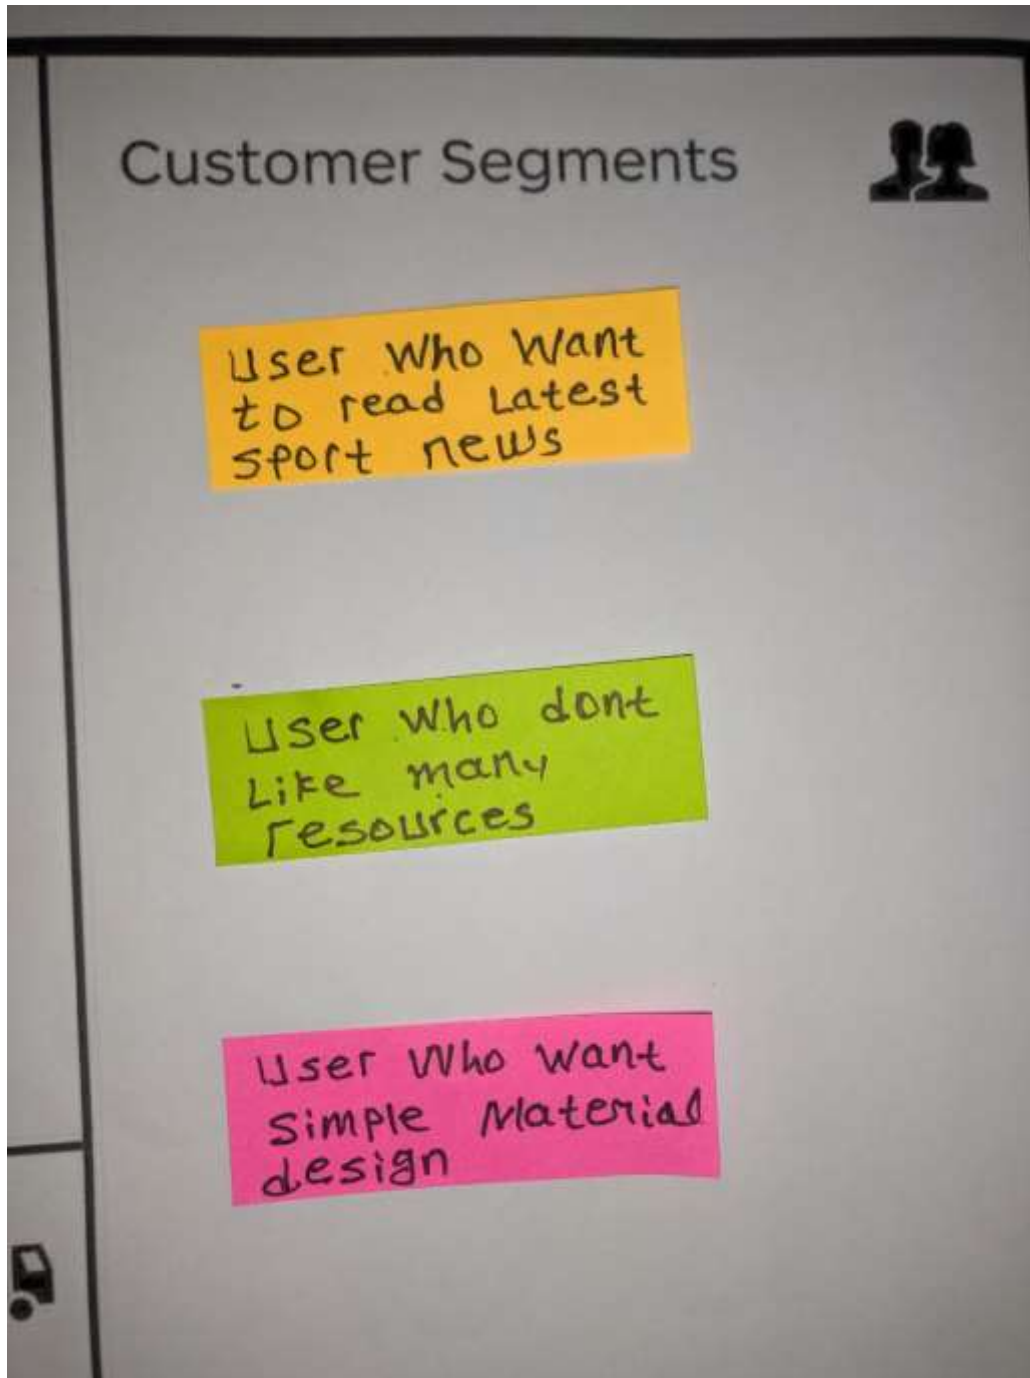 Customer Segments
User Who Want
to read Latest
sport news
User Who dont
Like many
resources
User Who want
simple Material
design